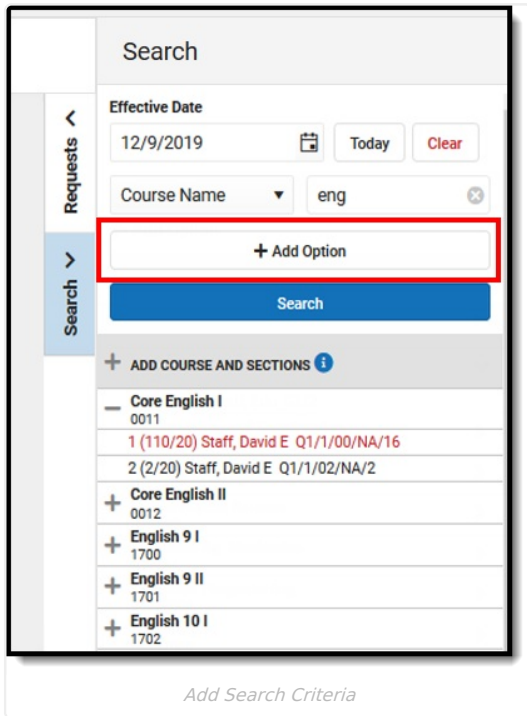 Search
Effective Date
12/9/2019 Today Clear
Course Name eng
+ Add Option
Search
Requests
Search
+ ADD COURSE AND SECTIONS i
Core English I
0011
1 (110/20) Staff, David E Q1/1/00/NA/16
2 (2/20) Staff, David E Q1/1/02/NA/2
Core English II
0012
English 9 I
1700
English 9 II
1701
English 10 I
1702
Add Search Criteria